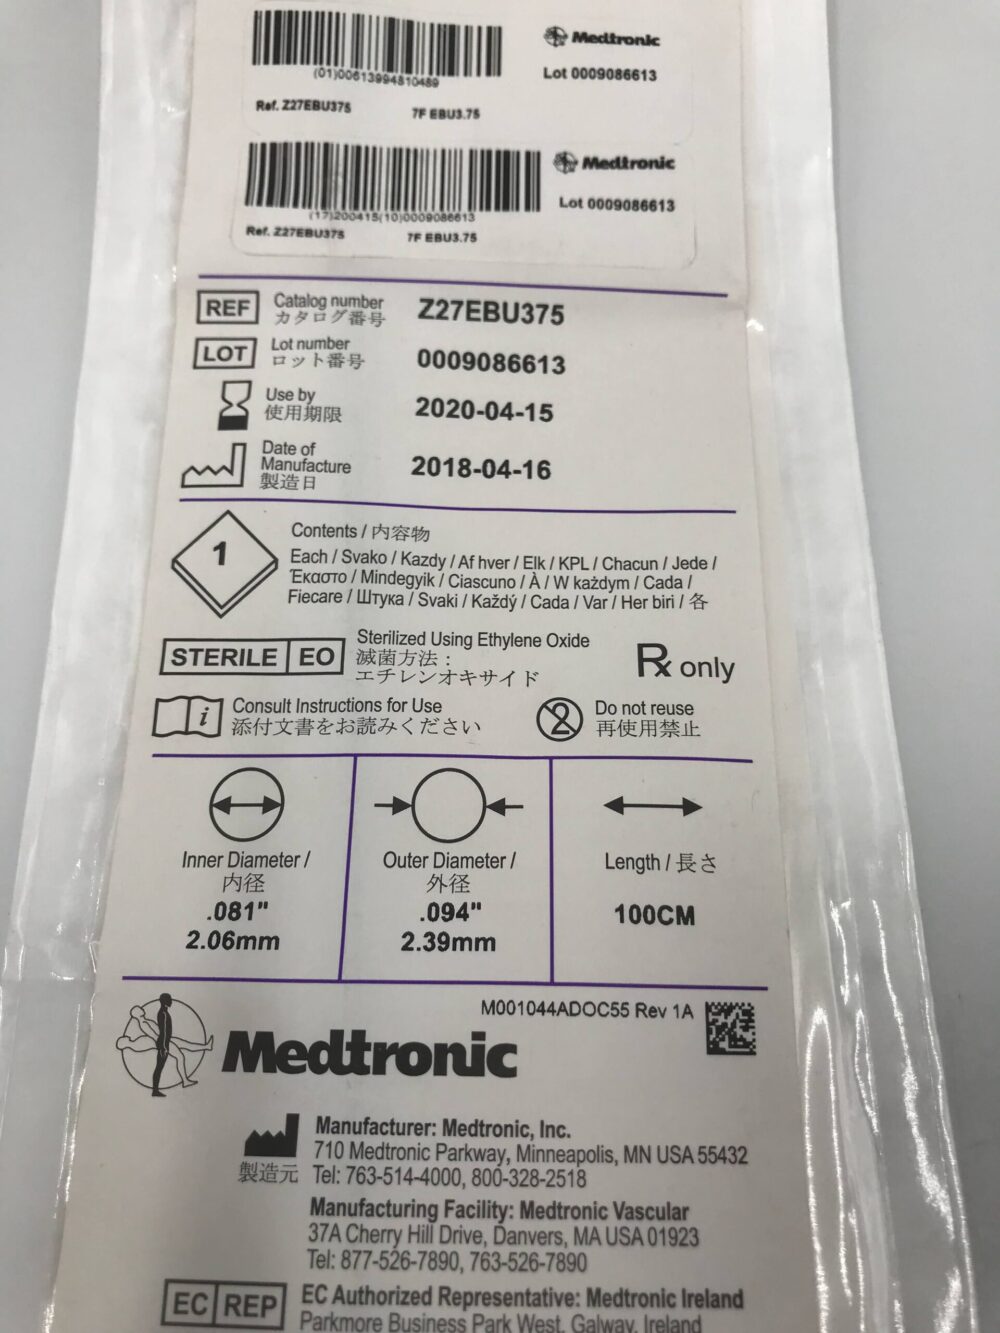 (01)00613994810489
Medtronic
Lot 0009086613
Ref. Z27EBU375 7F EBU3.75
(17)200415(10)0009086613
Medtronic
Lot 0009086613
Ref. Z27EBU375 7F EBU3.75
REF Catalog number Z27EBU375
カタログ番号
LOT Lot number 0009086613
ロット番号
Use by 2020-04-15
使用期限
Date of
Manufacture 2018-04-16
製造日
1
Contents / 内容物
Each / Svako / Kazdy / Af hver / Elk / KPL / Chacun / Jede /
Έκαστο / Mindegyik / Ciascuno / À / W każdym / Cada /
Fiecare / Штука / Svaki / Každý / Cada / Var / Her biri / 各
STERILE EO Sterilized Using Ethylene Oxide
滅菌方法：
エチレンオキサイド
Rx only
i Consult Instructions for Use
添付文書をお読みください
2 Do not reuse
再使用禁止
Inner Diameter /
内径
.081"
2.06mm
Outer Diameter /
外径
.094"
2.39mm
Length / 長さ
100CM
M001044ADOC55 Rev 1A
Medtronic
製造元
Manufacturer: Medtronic, Inc.
710 Medtronic Parkway, Minneapolis, MN USA 55432
Tel: 763-514-4000, 800-328-2518
Manufacturing Facility: Medtronic Vascular
37A Cherry Hill Drive, Danvers, MA USA 01923
Tel: 877-526-7890, 763-526-7890
EC REP EC Authorized Representative: Medtronic Ireland
Parkmore Business Park West, Galway, Ireland